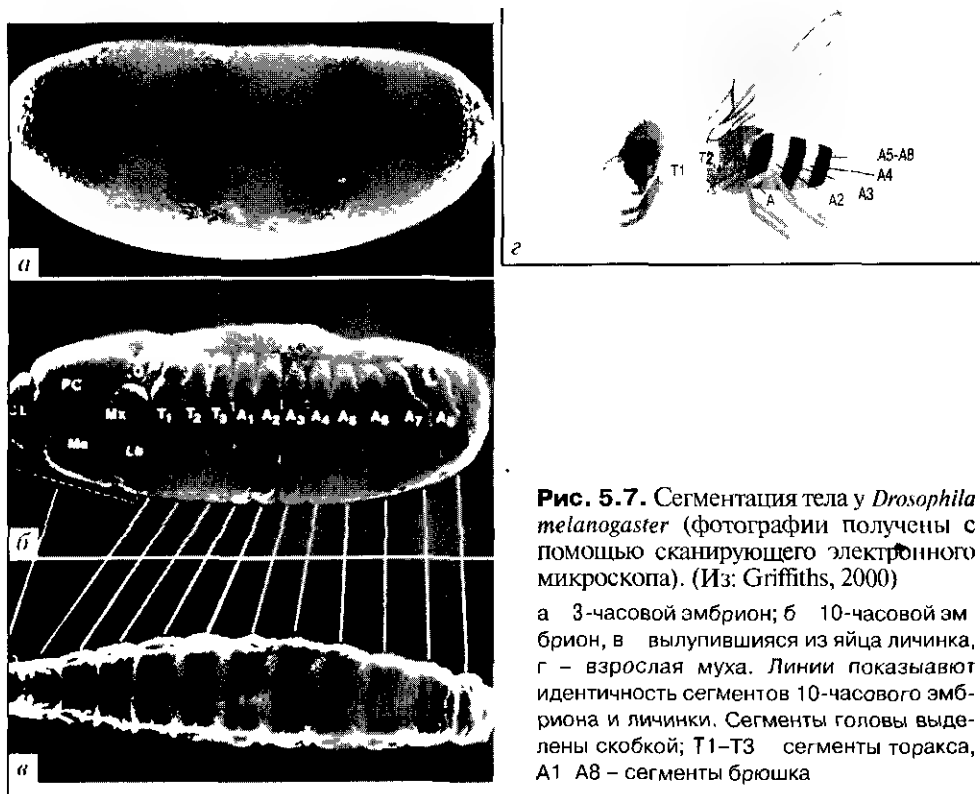 а
T1
T2
A5-A8
A4
A3
A2
A
г
CL
PC
Mx
T1 T2 T3 A1 A2 A3 A4 A5 A6 A7 A8
Ma
Lb
б
в
Рис. 5.7. Сегментация тела у Drosophila
melanogaster (фотографии получены с
помощью сканирующего электронного
микроскопа). (Из: Griffiths, 2000)
а 3-часовой эмбрион; б 10-часовой эм
брион, в вылупившияся из яйца личинка,
г – взрослая муха. Линии показыавют
идентичность сегментов 10-часового эмб-
риона и личинки. Сегменты головы выде-
лены скобкой; T1–T3 сегменты торакса,
A1 A8 – сегменты брюшка